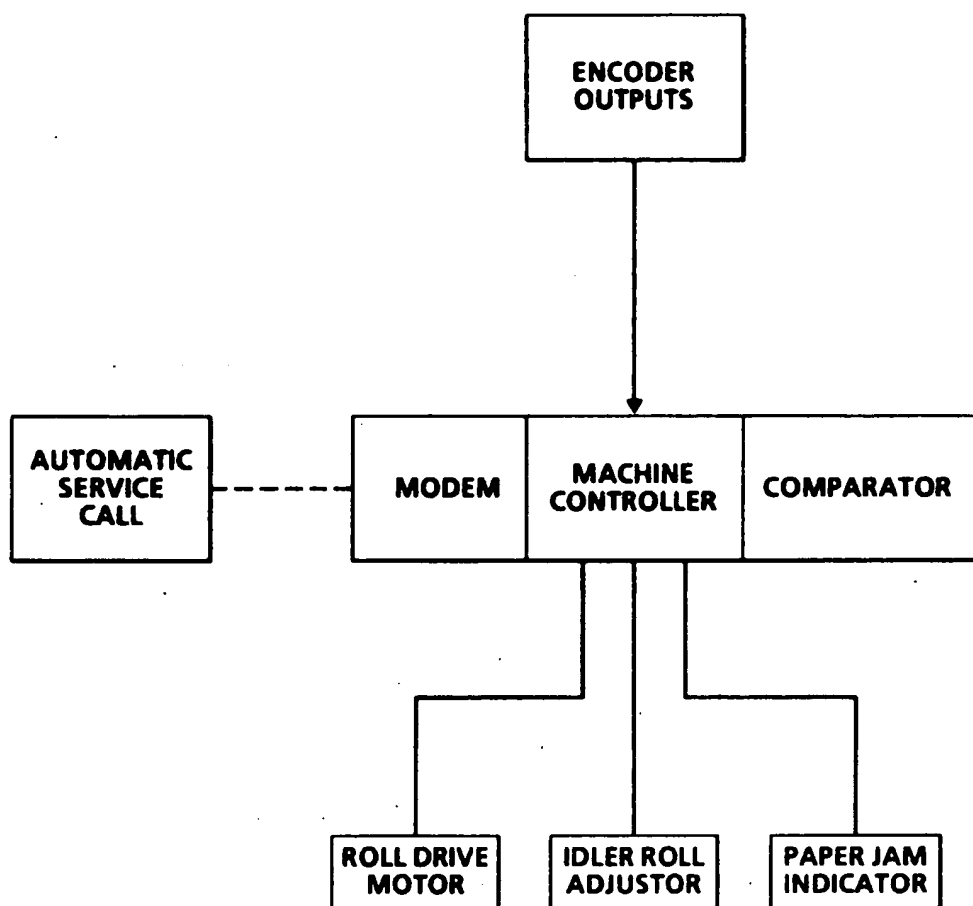 ENCODER
OUTPUTS
AUTOMATIC
SERVICE
CALL
MODEM
MACHINE
CONTROLLER
COMPARATOR
ROLL DRIVE
MOTOR
IDLER ROLL
ADJUSTOR
PAPER JAM
INDICATOR